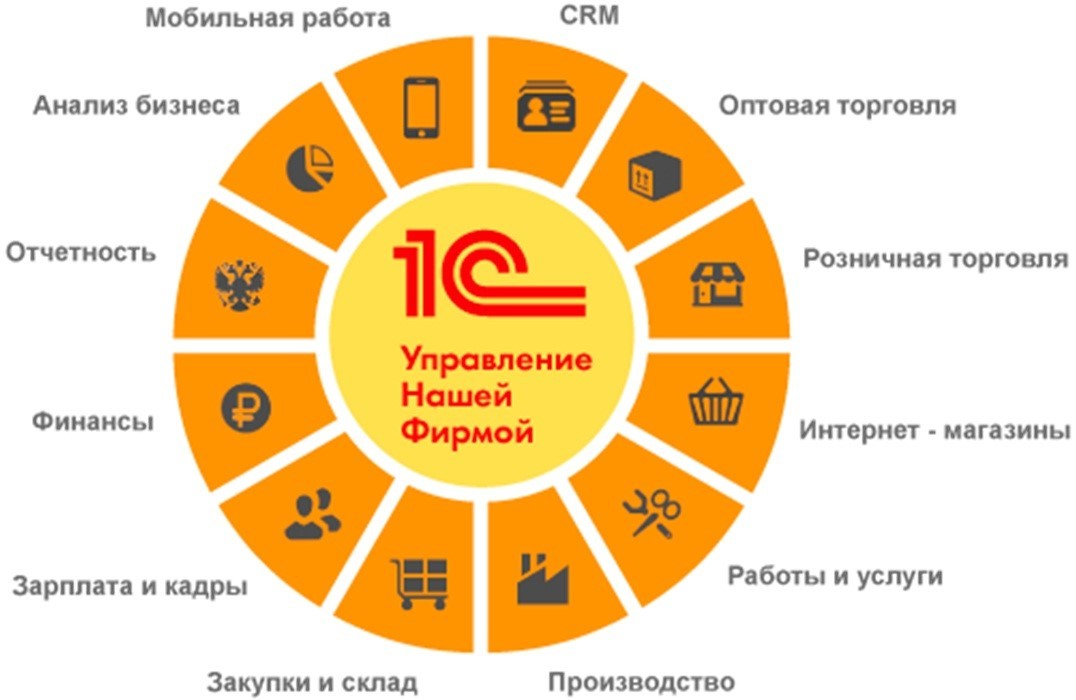 Мобильная работа
CRM
Анализ бизнеса
Оптовая торговля
Отчетность
Розничная торговля
1С
Управление
Нашей
Фирмой
Финансы
Интернет - магазины
Зарплата и кадры
Работы и услуги
Закупки и склад
Производство